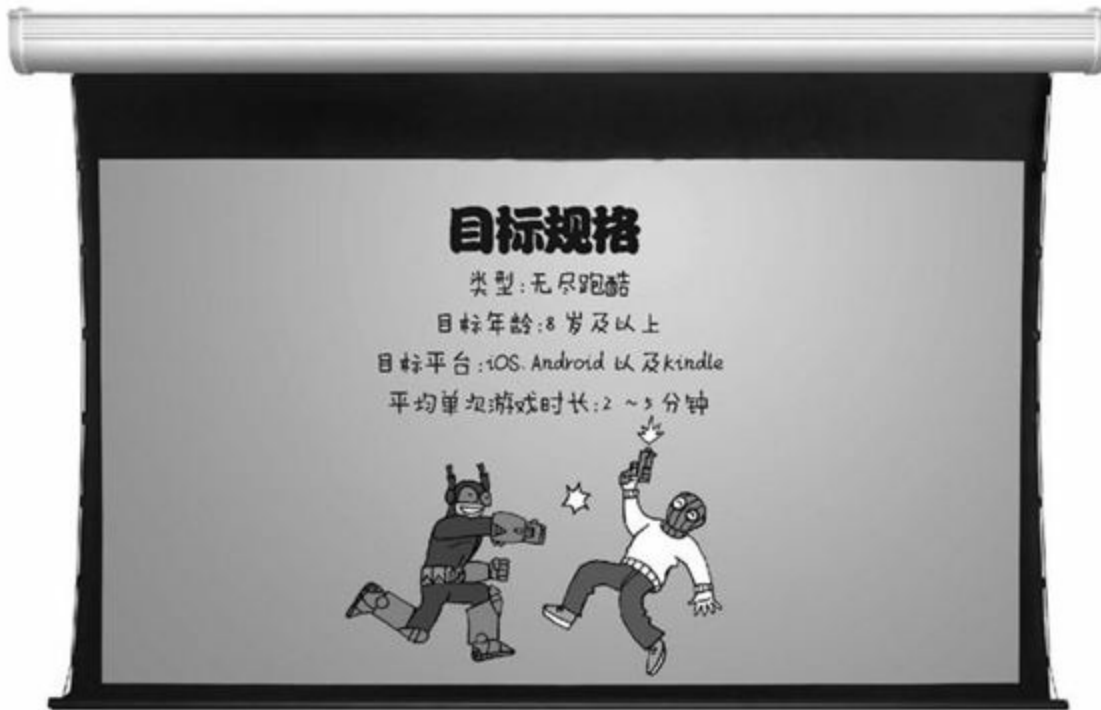 目标规格
类型:无尽跑酷
目标年龄:8 岁及以上
目标平台:iOS. Android 以及kindle
平均单次游戏时长:2 ~3 分钟